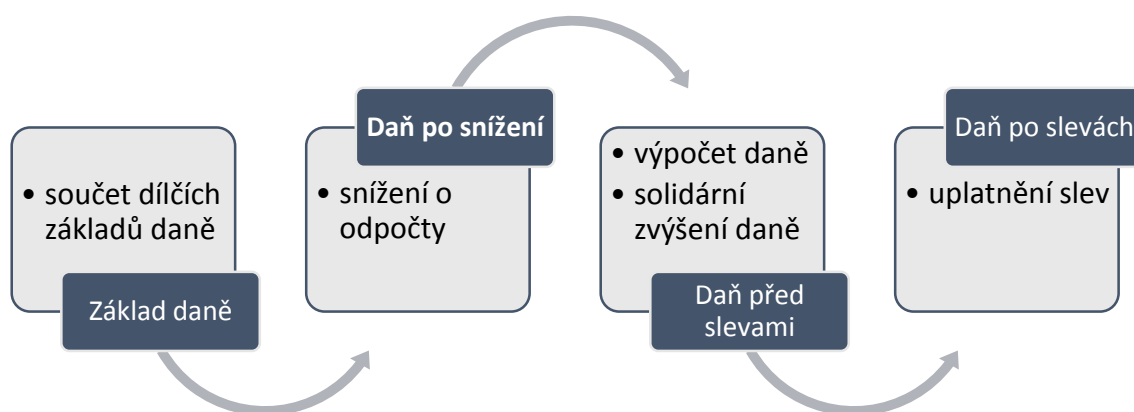 • součet dílčích
základů daně
Základ daně
Daň po snížení
• snížení o
odpočty
• výpočet daně
• solidární
zvýšení daně
Daň před
slevami
Daň po slevách
• uplatnění slev